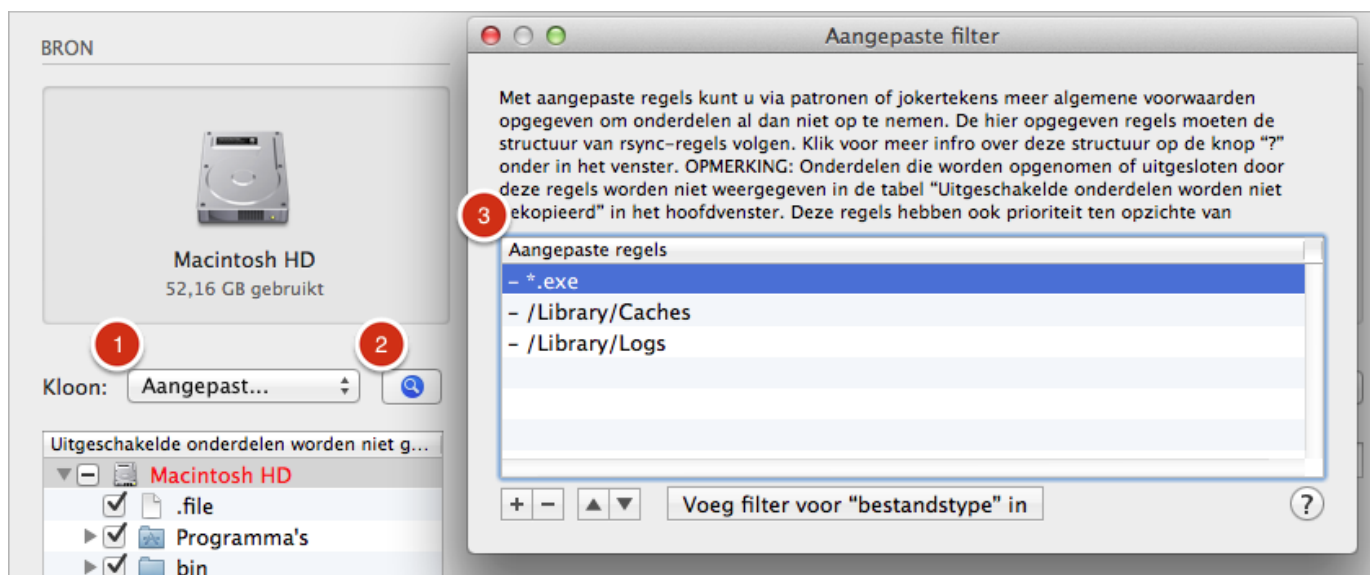 BRON
Macintosh HD
52,16 GB gebruikt
1
2
Kloon:
Aangepast...
Uitgeschakelde onderdelen worden niet g...
Macintosh HD
.file
Programma's
bin
Aangepaste filter
Met aangepaste regels kunt u via patronen of jokertekens meer algemene voorwaarden
opgegeven om onderdelen al dan niet op te nemen. De hier opgegeven regels moeten de
structuur van rsync-regels volgen. Klik voor meer infro over deze structuur op de knop “?”
onder in het venster. OPMERKING: Onderdelen die worden opgenomen of uitgesloten door
deze regels worden niet weergegeven in de tabel “Uitgeschakelde onderdelen worden niet
ekopieerd” in het hoofdvenster. Deze regels hebben ook prioriteit ten opzichte van
3
Aangepaste regels
– *.exe
– /Library/Caches
– /Library/Logs
+ − ▲ ▼ Voeg filter voor “bestandstype” in ?